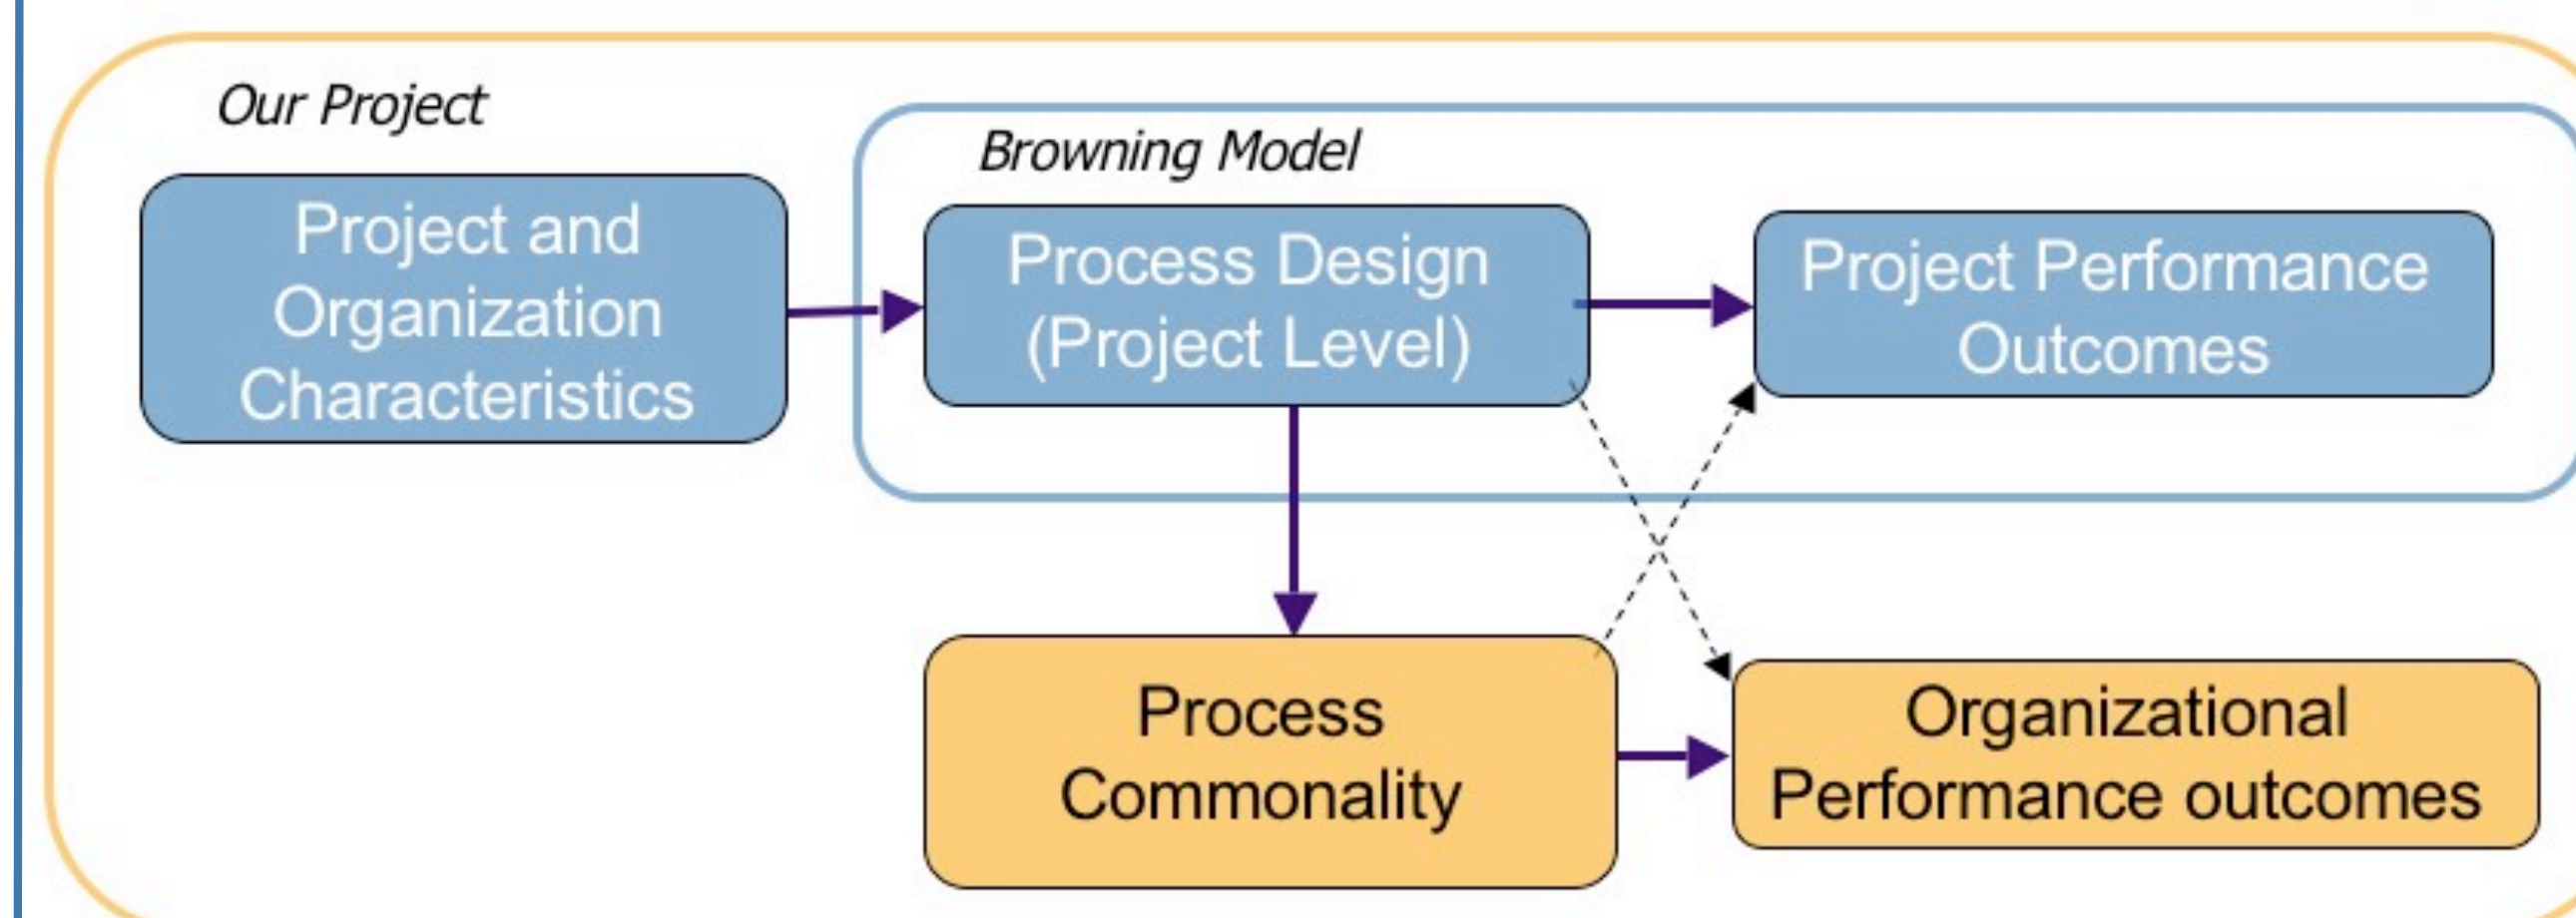 Our Project
Browning Model
Project and
Organization
Characteristics
Process Design
(Project Level)
Project Performance
Outcomes
Process
Commonality
Organizational
Performance outcomes